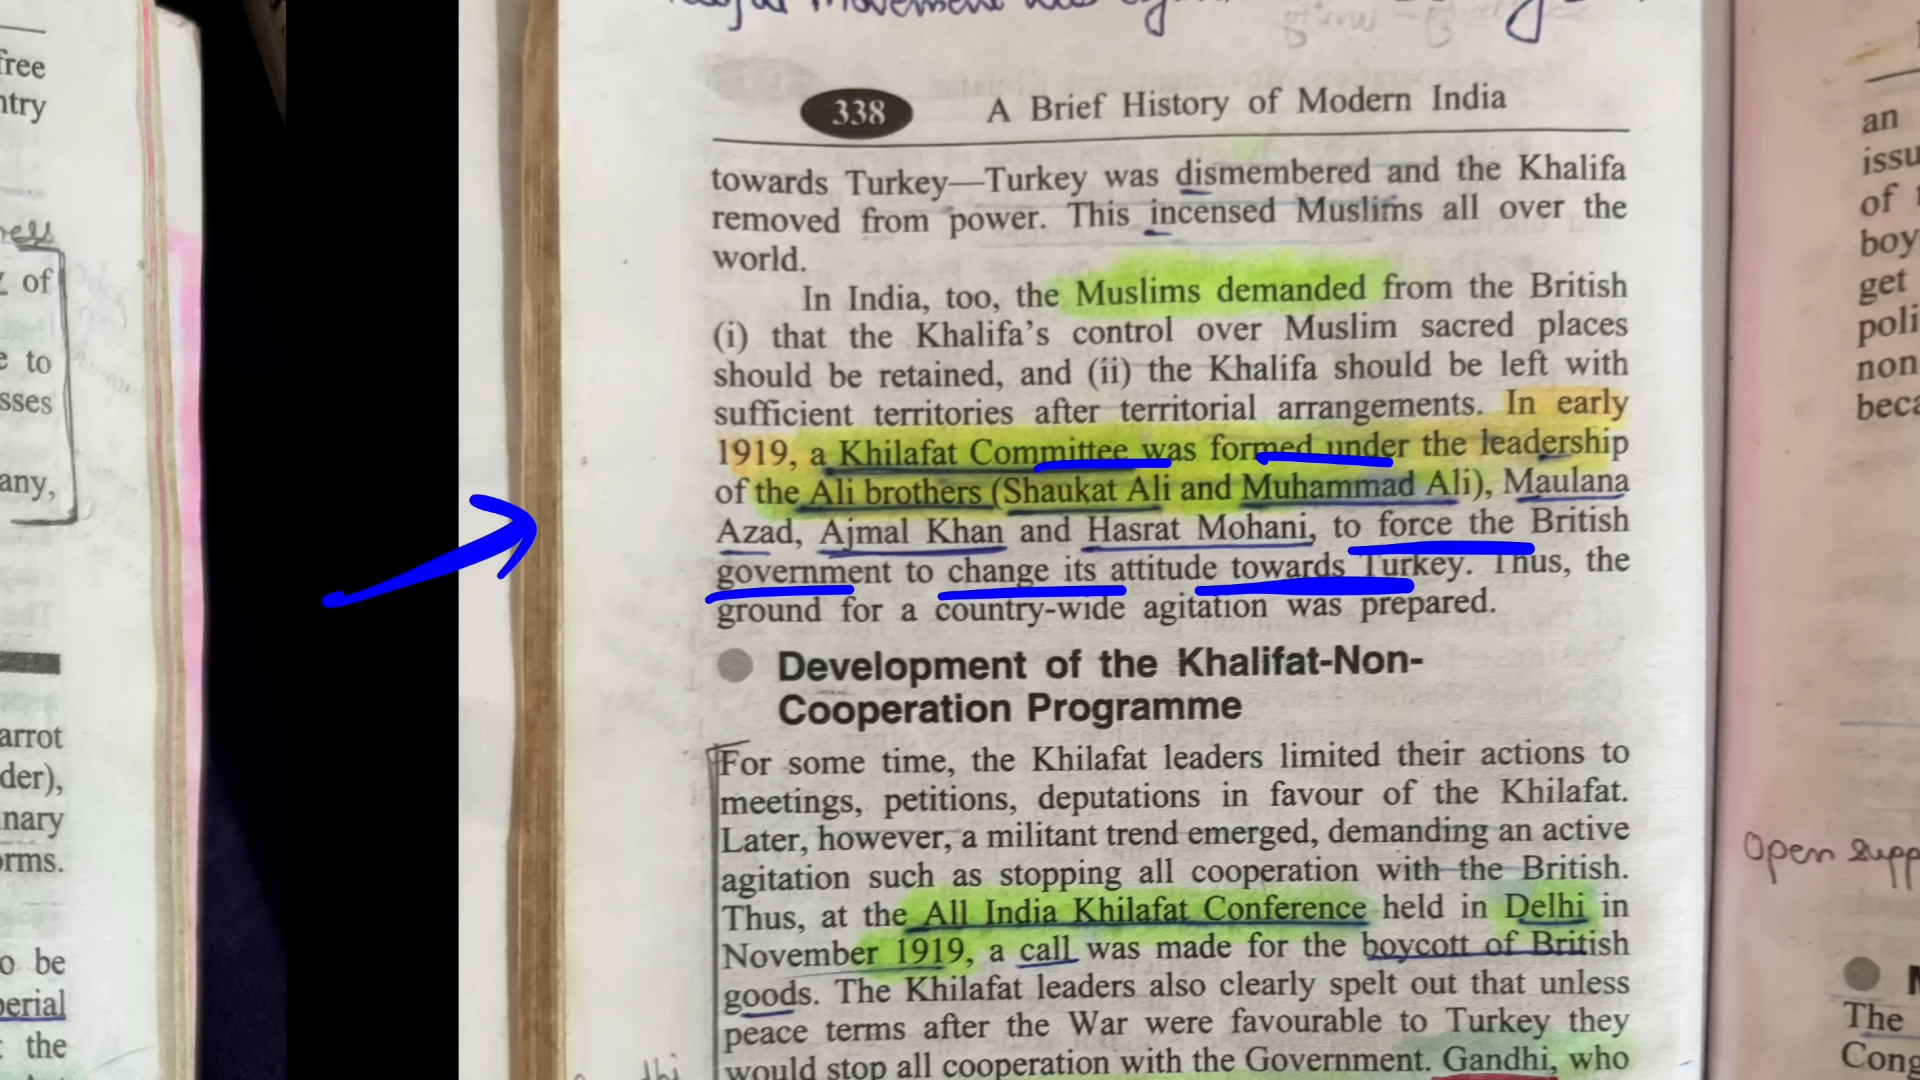 free
ntry
of
e to
sses
any,
arrot
der),
nary
orms.
o be
perial
the
338 A Brief History of Modern India
towards Turkey—Turkey was dismembered and the Khalifa
removed from power. This incensed Muslims all over the
world.
In India, too, the Muslims demanded from the British
(i) that the Khalifa's control over Muslim sacred places
should be retained, and (ii) the Khalifa should be left with
sufficient territories after territorial arrangements. In early
1919, a Khilafat Committee was formed under the leadership
of the Ali brothers (Shaukat Ali and Muhammad Ali), Maulana
Azad, Ajmal Khan and Hasrat Mohani, to force the British
government to change its attitude towards Turkey. Thus, the
ground for a country-wide agitation was prepared.
Development of the Khalifat-Non-
Cooperation Programme
For some time, the Khilafat leaders limited their actions to
meetings, petitions, deputations in favour of the Khilafat.
Later, however, a militant trend emerged, demanding an active
agitation such as stopping all cooperation with the British.
Thus, at the All India Khilafat Conference held in Delhi in
November 1919, a call was made for the boycott of British
goods. The Khilafat leaders also clearly spelt out that unless
peace terms after the War were favourable to Turkey they
would stop all cooperation with the Government. Gandhi, who
an
issu
of
boy
get
poli
non
beca
Open supp
The
Cong